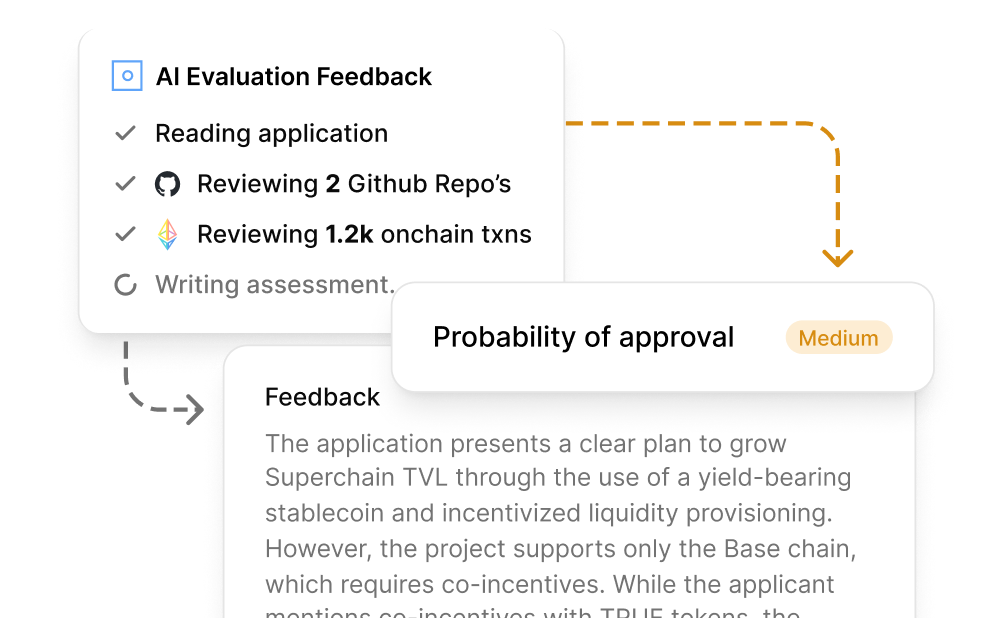 AI Evaluation Feedback
Reading application
Reviewing 2 Github Repo’s
Reviewing 1.2k onchain txns
Writing assessment.
Probability of approval
Medium
Feedback
The application presents a clear plan to grow
Superchain TVL through the use of a yield-bearing
stablecoin and incentivized liquidity provisioning.
However, the project supports only the Base chain,
which requires co-incentives. While the applicant
mentions co-incentives with TRUE tokens, the